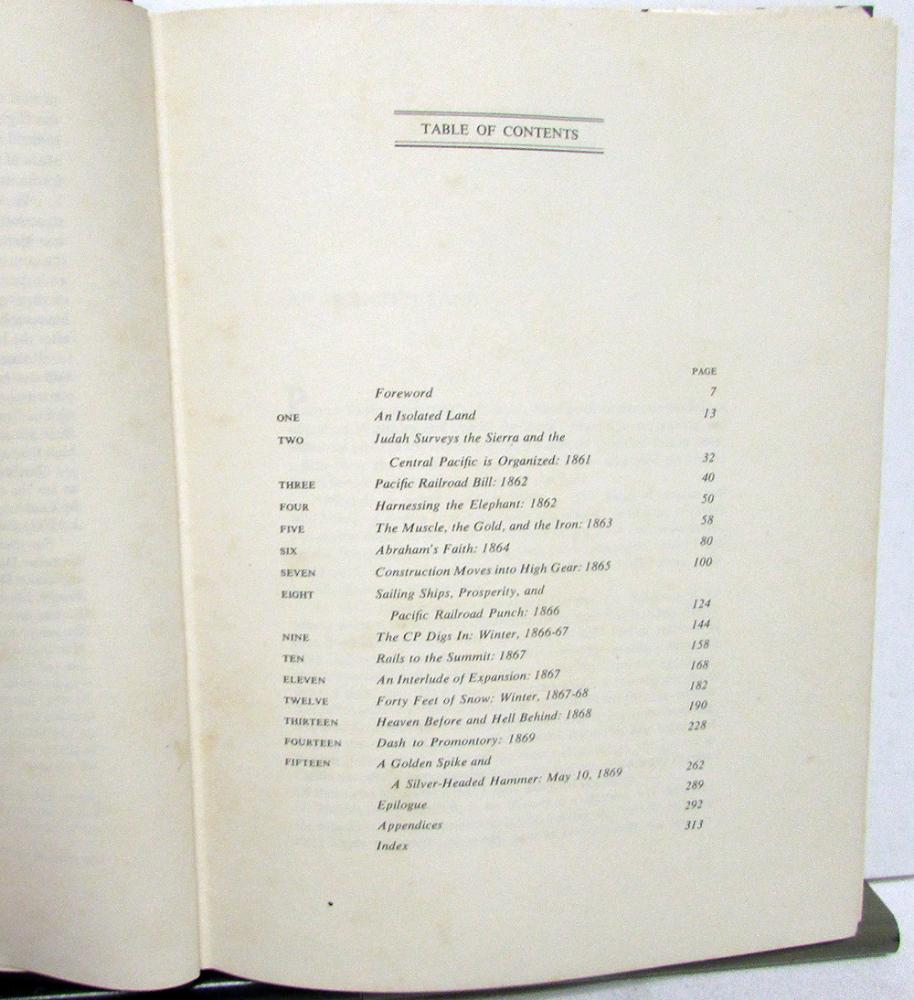 TABLE OF CONTENTS
PAGE
Foreword 7
ONE An Isolated Land 13
TWO Judah Surveys the Sierra and the
Central Pacific is Organized: 1861 32
THREE Pacific Railroad Bill: 1862 40
FOUR Harnessing the Elephant: 1862 50
FIVE The Muscle, the Gold, and the Iron: 1863 58
SIX Abraham's Faith: 1864 80
SEVEN Construction Moves into High Gear: 1865 100
EIGHT Sailing Ships, Prosperity, and
Pacific Railroad Punch: 1866 124
NINE The CP Digs In: Winter, 1866-67 144
TEN Rails to the Summit: 1867 158
ELEVEN An Interlude of Expansion: 1867 168
TWELVE Forty Feet of Snow: Winter, 1867-68 182
THIRTEEN Heaven Before and Hell Behind: 1868 190
FOURTEEN Dash to Promontory: 1869 228
FIFTEEN A Golden Spike and
A Silver-Headed Hammer: May 10, 1869 262
Epilogue 289
Appendices 292
Index 313